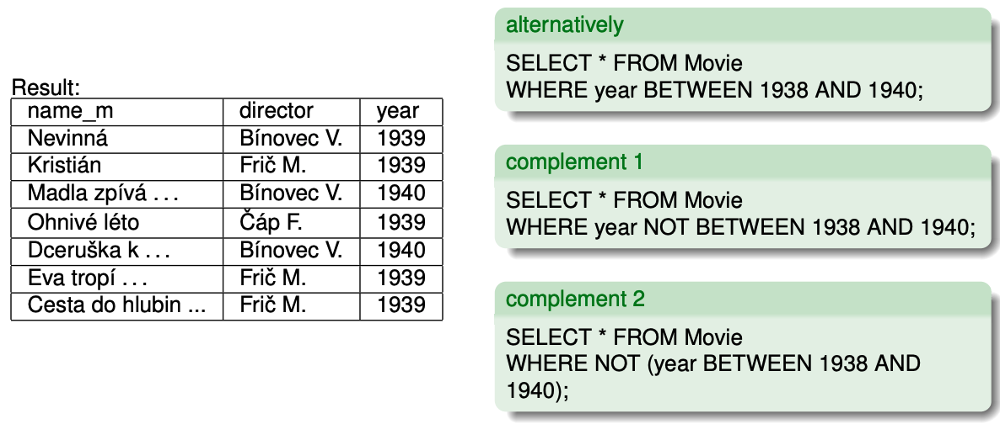 Result:
name_m director year
Nevinná Bínovec V. 1939
Kristián Frič M. 1939
Madla zpívá . . . Bínovec V. 1940
Ohnivé léto Čáp F. 1939
Dceruška k . . . Bínovec V. 1940
Eva tropí . . . Frič M. 1939
Cesta do hlubin ... Frič M. 1939
alternatively
SELECT * FROM Movie
WHERE year BETWEEN 1938 AND 1940;
complement 1
SELECT * FROM Movie
WHERE year NOT BETWEEN 1938 AND 1940;
complement 2
SELECT * FROM Movie
WHERE NOT (year BETWEEN 1938 AND
1940);